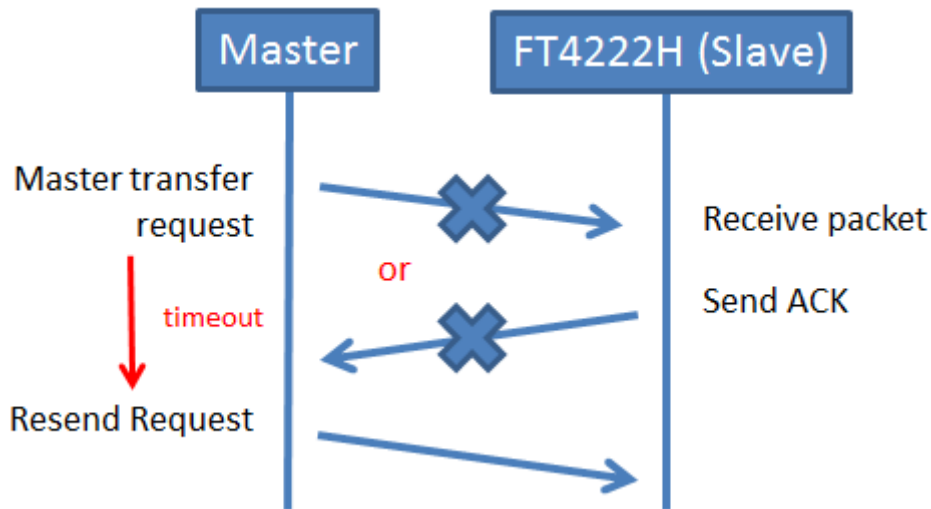 Master
FT4222H (Slave)
Master transfer
request
Receive packet
or
Send ACK
timeout
Resend Request